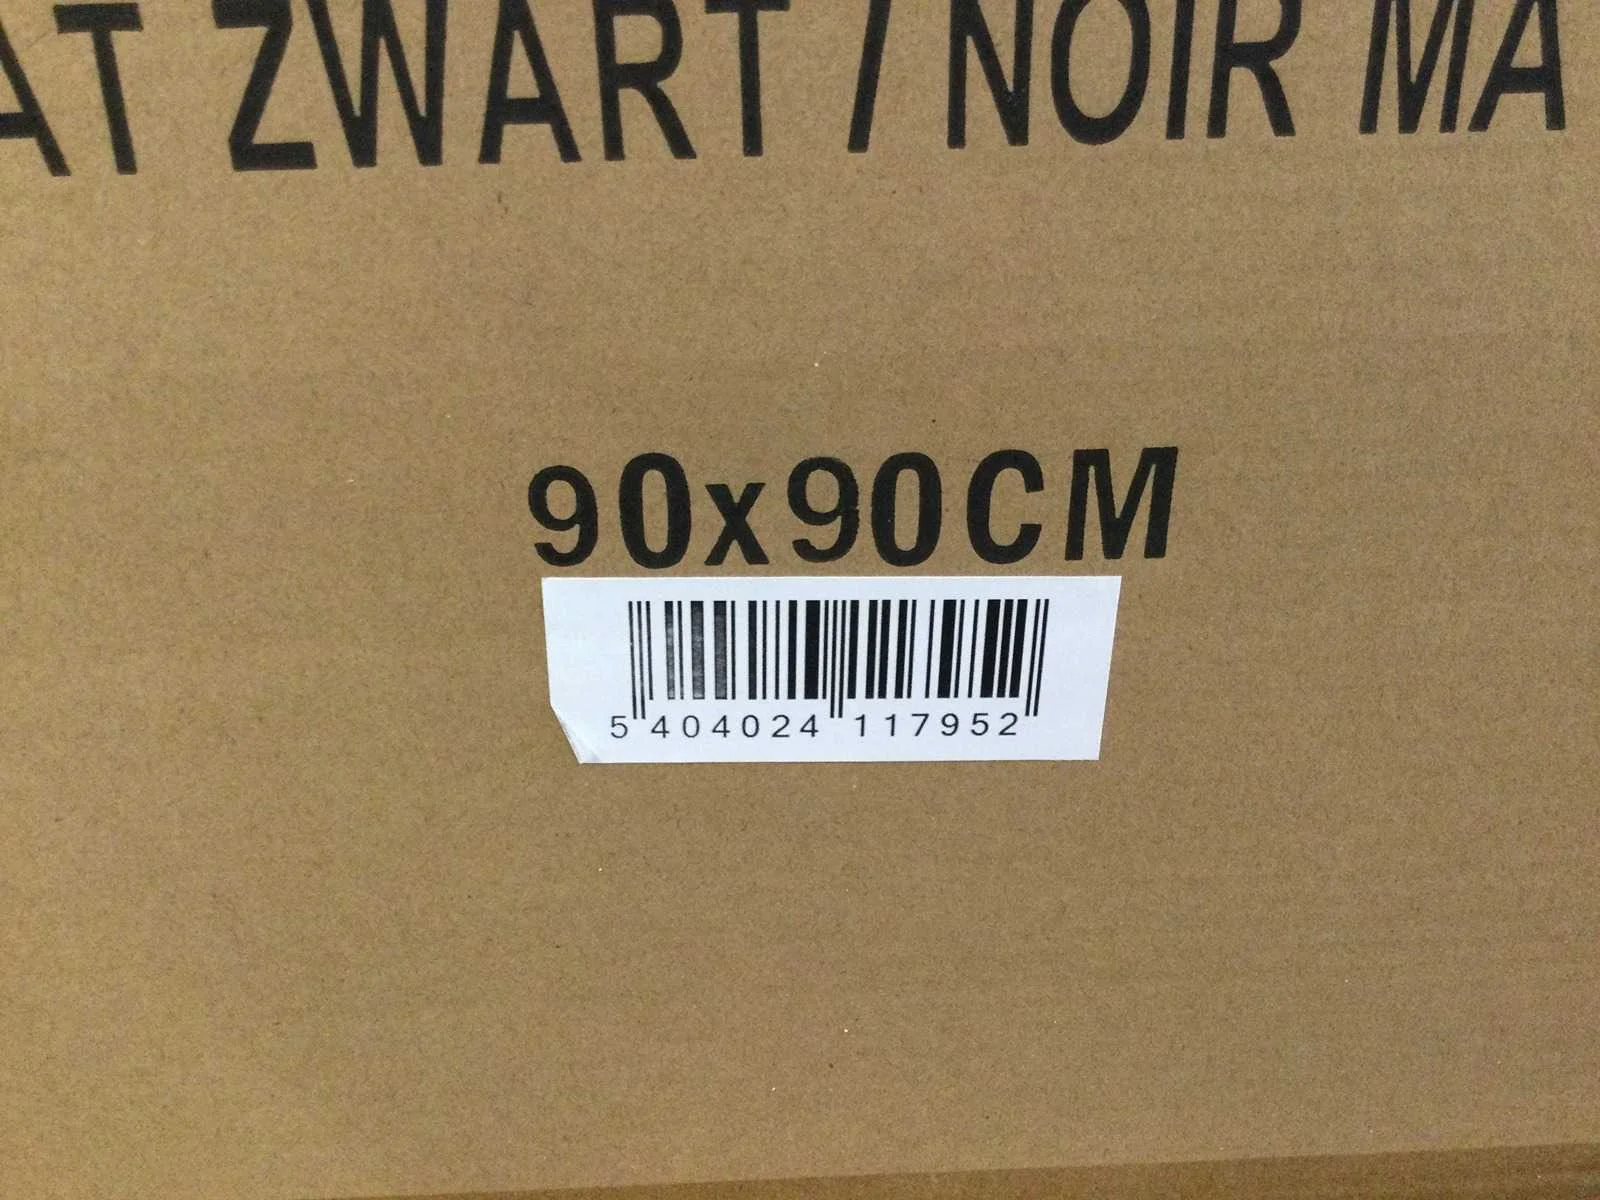 AT ZWART / NOIR MA
90x90CM
5 404024 117952